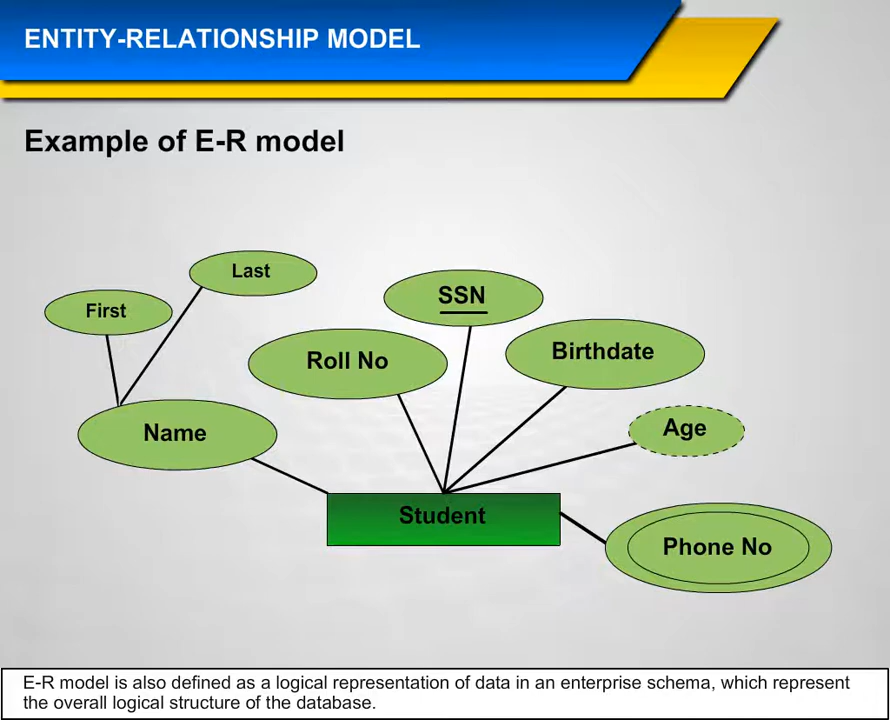 ENTITY-RELATIONSHIP MODEL
Example of E-R model
Last
First
SSN
Roll No
Birthdate
Name
Age
Student
Phone No
E-R model is also defined as a logical representation of data in an enterprise schema, which represent
the overall logical structure of the database.